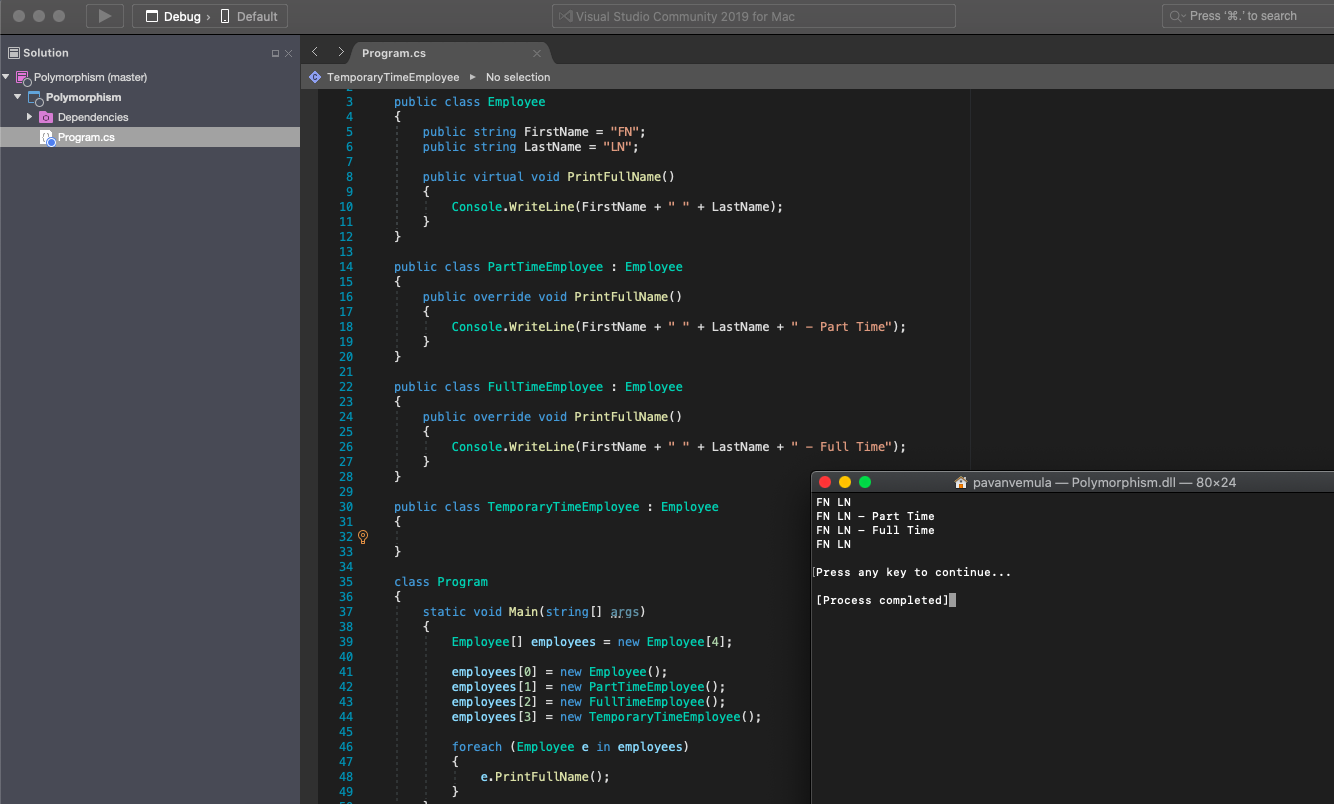 Debug › Default
Visual Studio Community 2019 for Mac
Press '⌘.' to search
Solution
Polymorphism (master)
Polymorphism
Dependencies
Program.cs
Program.cs
TemporaryTimeEmployee ▸ No selection
2
3 public class Employee
4 {
5 public string FirstName = "FN";
6 public string LastName = "LN";
7
8 public virtual void PrintFullName()
9 {
10 Console.WriteLine(FirstName + " " + LastName);
11 }
12 }
13
14 public class PartTimeEmployee : Employee
15 {
16 public override void PrintFullName()
17 {
18 Console.WriteLine(FirstName + " " + LastName + " - Part Time");
19 }
20 }
21
22 public class FullTimeEmployee : Employee
23 {
24 public override void PrintFullName()
25 {
26 Console.WriteLine(FirstName + " " + LastName + " - Full Time");
27 }
28 }
29
30 public class TemporaryTimeEmployee : Employee
31 {
32
33 }
34
35 class Program
36 {
37 static void Main(string[] args)
38 {
39 Employee[] employees = new Employee[4];
40
41 employees[0] = new Employee();
42 employees[1] = new PartTimeEmployee();
43 employees[2] = new FullTimeEmployee();
44 employees[3] = new TemporaryTimeEmployee();
45
46 foreach (Employee e in employees)
47 {
48 e.PrintFullName();
49 }
pavanvemula — Polymorphism.dll — 80×24
FN LN
FN LN - Part Time
FN LN - Full Time
FN LN
Press any key to continue...
[Process completed]